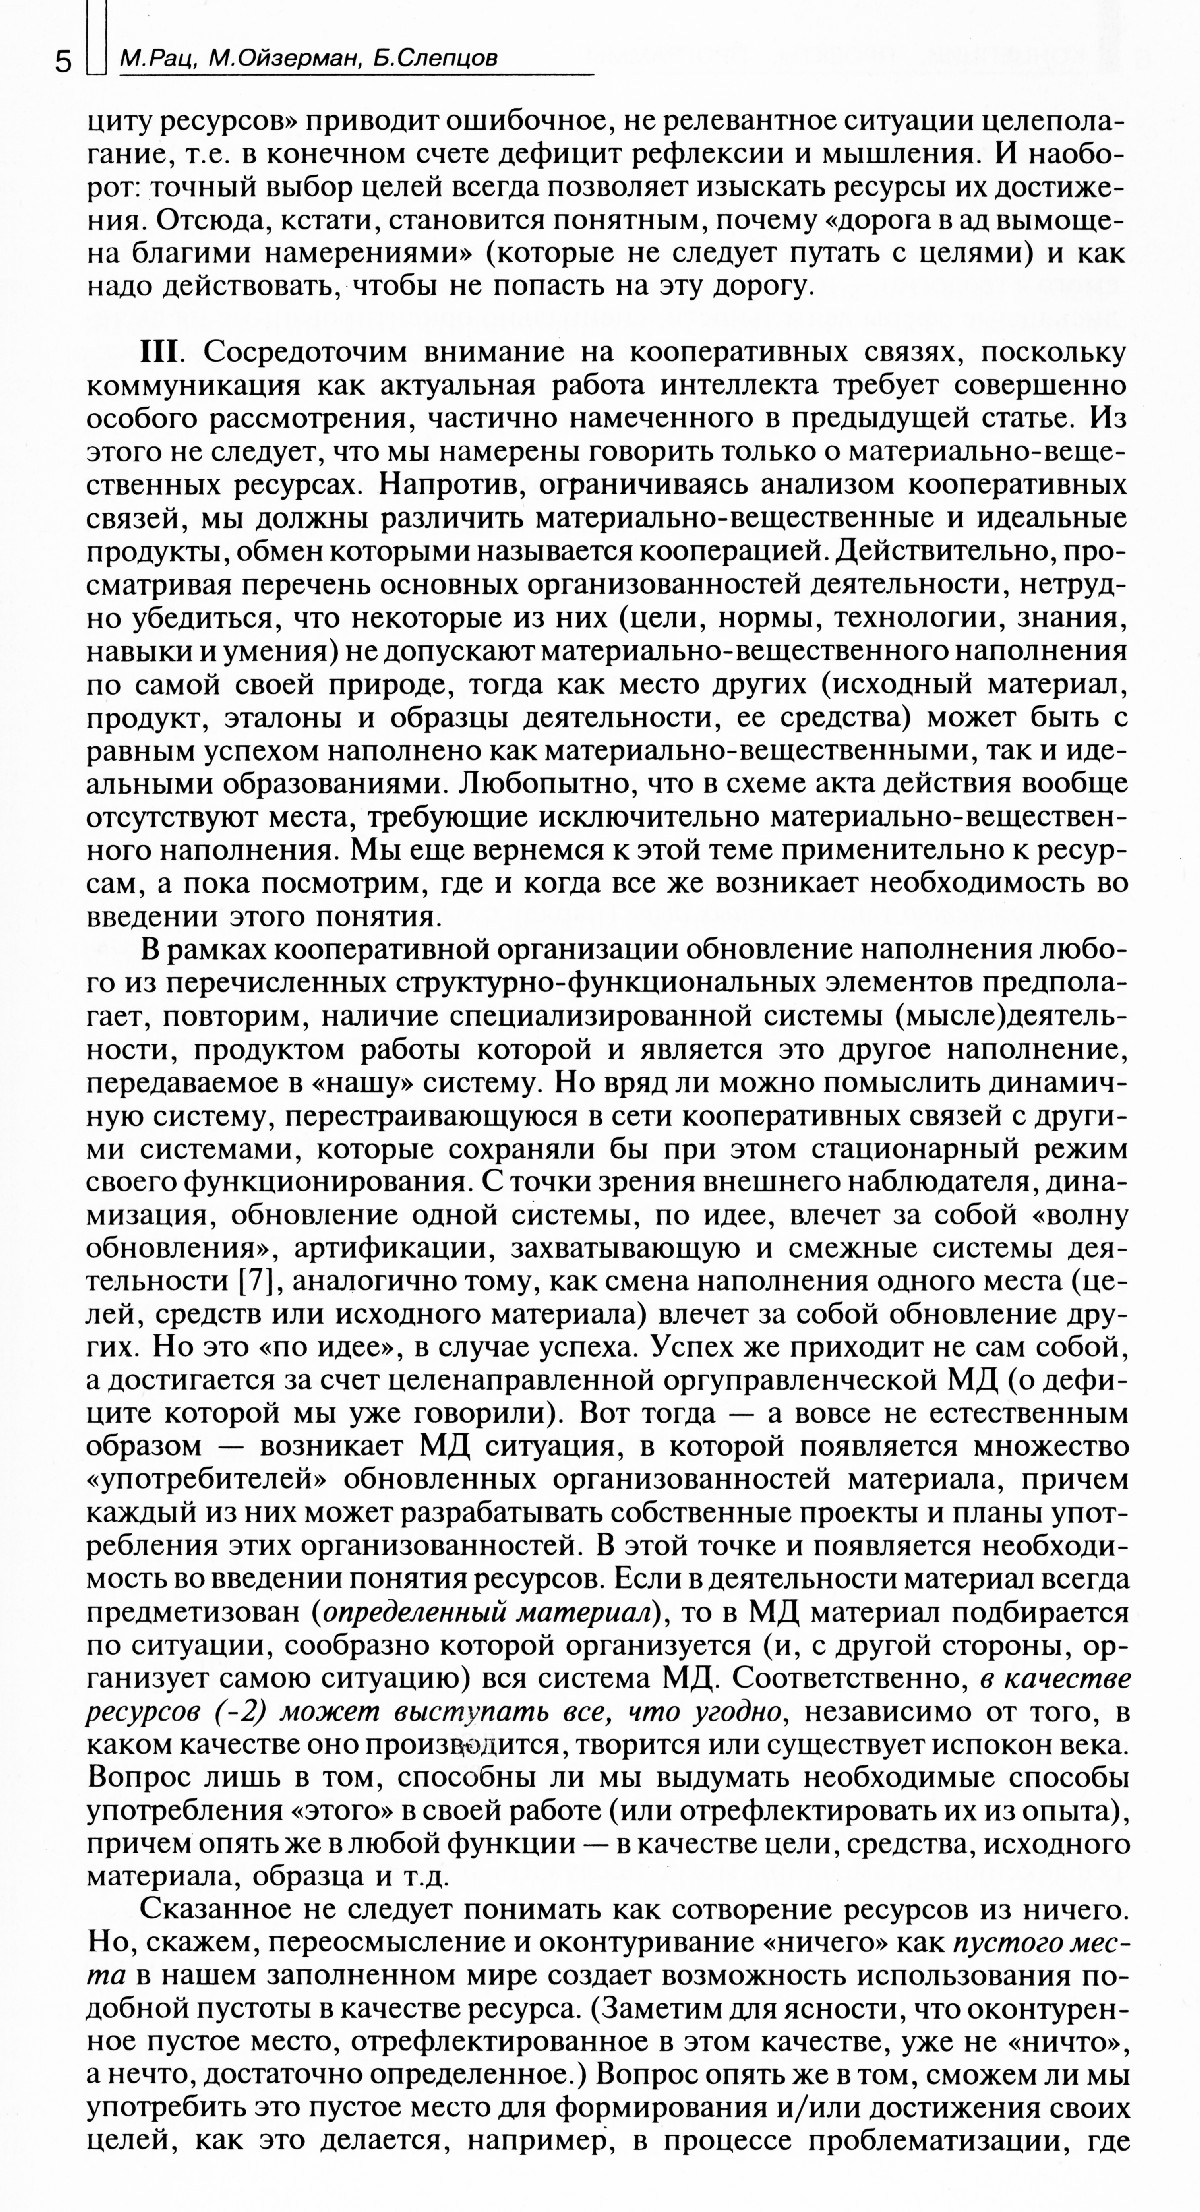 5 М.Рац, М.Ойзерман, Б.Слепцов
циту ресурсов» приводит ошибочное, не релевантное ситуации целепола-
гание, т.е. в конечном счете дефицит рефлексии и мышления. И наобо-
рот: точный выбор целей всегда позволяет изыскать ресурсы их достиже-
ния. Отсюда, кстати, становится понятным, почему «дорога в ад вымоще-
на благими намерениями» (которые не следует путать с целями) и как
надо действовать, чтобы не попасть на эту дорогу.
III. Сосредоточим внимание на кооперативных связях, поскольку
коммуникация как актуальная работа интеллекта требует совершенно
особого рассмотрения, частично намеченного в предыдущей статье. Из
этого не следует, что мы намерены говорить только о материально-веще-
ственных ресурсах. Напротив, ограничиваясь анализом кооперативных
связей, мы должны различить материально-вещественные и идеальные
продукты, обмен которыми называется кооперацией. Действительно, про-
сматривая перечень основных организованностей деятельности, нетруд-
но убедиться, что некоторые из них (цели, нормы, технологии, знания,
навыки и умения) не допускают материально-вещественного наполнения
по самой своей природе, тогда как место других (исходный материал,
продукт, эталоны и образцы деятельности, ее средства) может быть с
равным успехом наполнено как материально-вещественными, так и иде-
альными образованиями. Любопытно, что в схеме акта действия вообще
отсутствуют места, требующие исключительно материально-веществен-
ного наполнения. Мы еще вернемся к этой теме применительно к ресур-
сам, а пока посмотрим, где и когда все же возникает необходимость во
введении этого понятия.
В рамках кооперативной организации обновление наполнения любо-
го из перечисленных структурно-функциональных элементов предпола-
гает, повторим, наличие специализированной системы (мысле)деятель-
ности, продуктом работы которой и является это другое наполнение,
передаваемое в «нашу» систему. Но вряд ли можно помыслить динамич-
ную систему, перестраивающуюся в сети кооперативных связей с други-
ми системами, которые сохраняли бы при этом стационарный режим
своего функционирования. С точки зрения внешнего наблюдателя, дина-
мизация, обновление одной системы, по идее, влечет за собой «волну
обновления», артификации, захватывающую и смежные системы дея-
тельности [7], аналогично тому, как смена наполнения одного места (це-
лей, средств или исходного материала) влечет за собой обновление дру-
гих. Но это «по идее», в случае успеха. Успех же приходит не сам собой,
а достигается за счет целенаправленной оргуправленческой МД (о дефи-
ците которой мы уже говорили). Вот тогда — а вовсе не естественным
образом — возникает МД ситуация, в которой появляется множество
«употребителей» обновленных организованностей материала, причем
каждый из них может разрабатывать собственные проекты и планы упот-
ребления этих организованностей. В этой точке и появляется необходи-
мость во введении понятия ресурсов. Если в деятельности материал всегда
предметизован (определенный материал), то в МД материал подбирается
по ситуации, сообразно которой организуется (и, с другой стороны, ор-
ганизует самою ситуацию) вся система МД. Соответственно, в качестве
ресурсов (-2) может выступать все, что угодно, независимо от того, в
каком качестве оно производится, творится или существует испокон века.
Вопрос лишь в том, способны ли мы выдумать необходимые способы
употребления «этого» в своей работе (или отрефлектировать их из опыта),
причем опять же в любой функции — в качестве цели, средства, исходного
материала, образца и т.д.
Сказанное не следует понимать как сотворение ресурсов из ничего.
Но, скажем, переосмысление и оконтуривание «ничего» как пустого мес-
та в нашем заполненном мире создает возможность использования по-
добной пустоты в качестве ресурса. (Заметим для ясности, что оконтурен-
ное пустое место, отрефлектированное в этом качестве, уже не «ничто»,
а нечто, достаточно определенное.) Вопрос опять же в том, сможем ли мы
употребить это пустое место для формирования и/или достижения своих
целей, как это делается, например, в процессе проблематизации, где